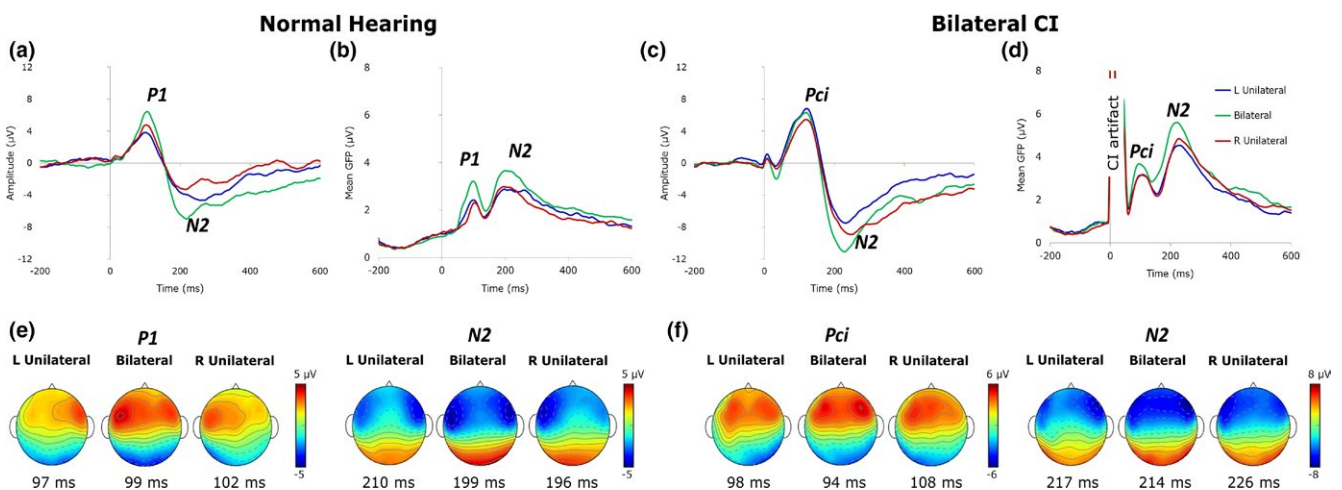 Normal Hearing
Bilateral CI
(a)
(b)
(c)
(d)
12
8
4
0
-4
-8
-12
Amplitude (µV)
P1
N2
-200 0 200 400 600
Time (ms)
8
6
4
2
0
Mean GFP (µV)
P1
N2
-200 0 200 400 600
Time (ms)
12
8
4
0
-4
-8
-12
Amplitude (µV)
Pci
N2
-200 0 200 400 600
Time (ms)
8
6
4
2
0
Mean GFP (µV)
CI artifact
Pci
N2
L Unilateral
Bilateral
R Unilateral
-200 0 200 400 600
Time (ms)
(e)
P1
L Unilateral Bilateral R Unilateral
5 µV
-5
97 ms 99 ms 102 ms
N2
L Unilateral Bilateral R Unilateral
5 µV
-5
210 ms 199 ms 196 ms
(f)
Pci
L Unilateral Bilateral R Unilateral
6 µV
-6
98 ms 94 ms 108 ms
N2
L Unilateral Bilateral R Unilateral
8 µV
-8
217 ms 214 ms 226 ms